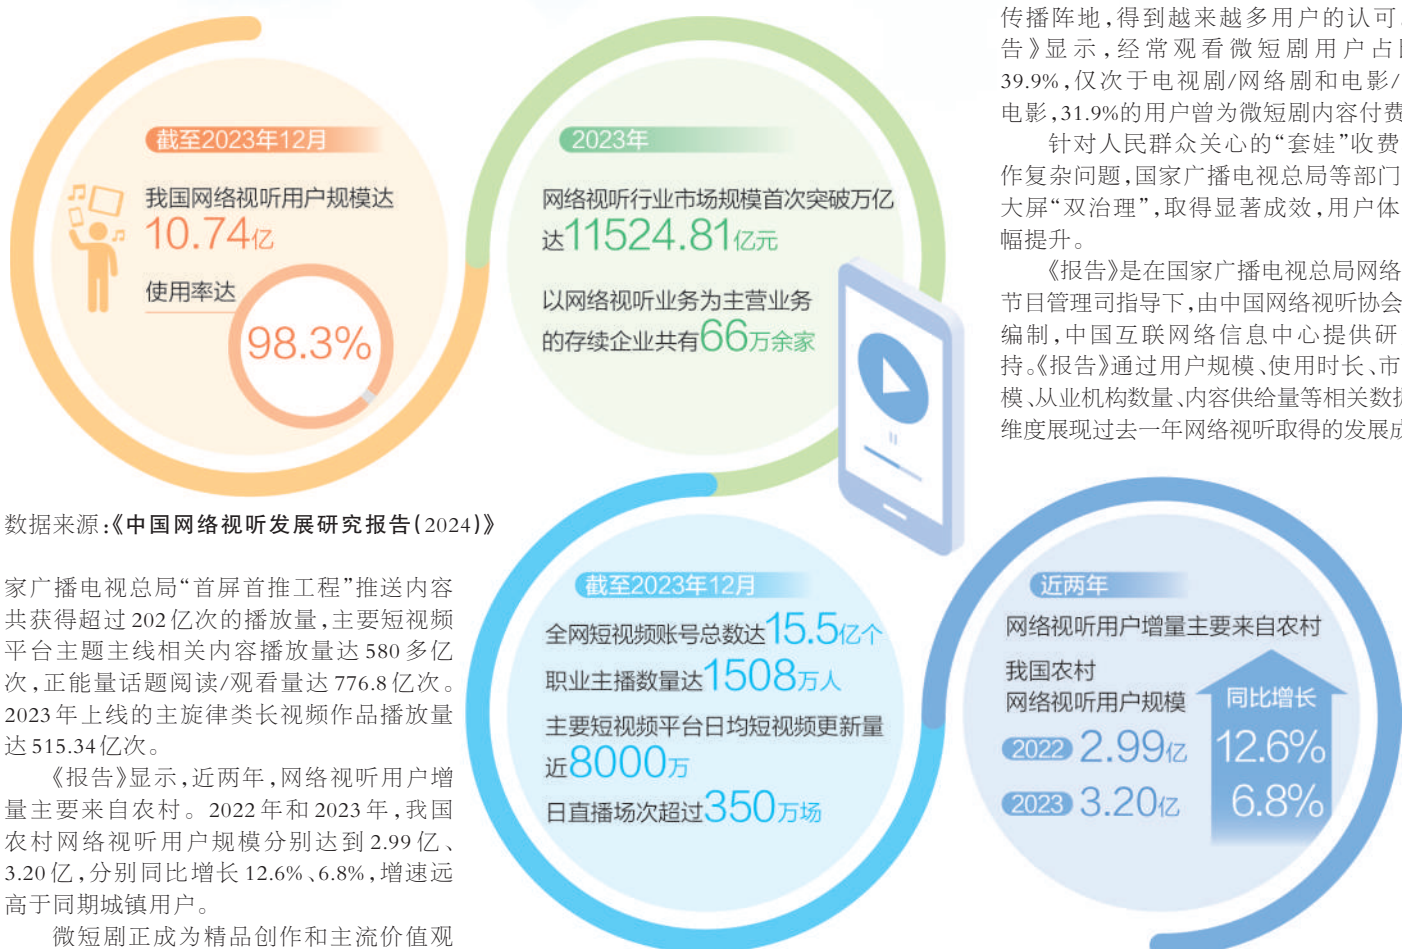 截至2023年12月
我国网络视听用户规模达
10.74亿
使用率达
98.3%
2023年
网络视听行业市场规模首次突破万亿
达11524.81亿元
以网络视听业务为主营业务
的存续企业共有66万余家
数据来源:《中国网络视听发展研究报告(2024)》
截至2023年12月
全网短视频账号总数达15.5亿个
职业主播数量达1508万人
主要短视频平台日均短视频更新量
近8000万
日直播场次超过350万场
近两年
网络视听用户增量主要来自农村
我国农村
网络视听用户规模
同比增长
2022 2.99亿 12.6%
2023 3.20亿 6.8%
家广播电视总局“首屏首推工程”推送内容
共获得超过202亿次的播放量,主要短视频
平台主题主线相关内容播放量达580多亿
次,正能量话题阅读/观看量达776.8亿次。
2023年上线的主旋律类长视频作品播放量
达515.34亿次。
《报告》显示,近两年,网络视听用户增
量主要来自农村。2022年和2023年,我国
农村网络视听用户规模分别达到2.99亿、
3.20亿,分别同比增长12.6%、6.8%,增速远
高于同期城镇用户。
微短剧正成为精品创作和主流价值观
传播阵地,得到越来越多用户的认可
告》显示,经常观看微短剧用户占
39.9%,仅次于电视剧/网络剧和电影/
电影,31.9%的用户曾为微短剧内容付费
针对人民群众关心的“套娃”收费
作复杂问题,国家广播电视总局等部门
大屏“双治理”,取得显著成效,用户体
幅提升。
《报告》是在国家广播电视总局网络
节目管理司指导下,由中国网络视听协会
编制,中国互联网络信息中心提供研
持。《报告》通过用户规模、使用时长、市
模、从业机构数量、内容供给量等相关数
维度展现过去一年网络视听取得的发展成